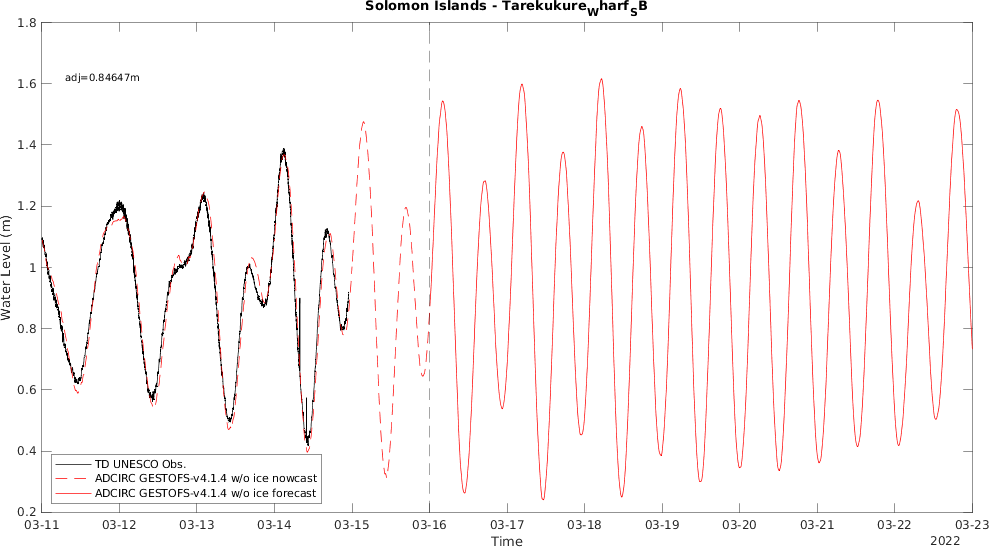 Solomon Islands - TarekukureWharfSB
1.8
1.6
1.4
1.2
1
0.8
0.6
0.4
0.2
Water Level (m)
adj=0.84647m
TD UNESCO Obs.
ADCIRC GESTOFS-v4.1.4 w/o ice nowcast
ADCIRC GESTOFS-v4.1.4 w/o ice forecast
03-11 03-12 03-13 03-14 03-15 03-16 03-17 03-18 03-19 03-20 03-21 03-22 03-23
Time
2022